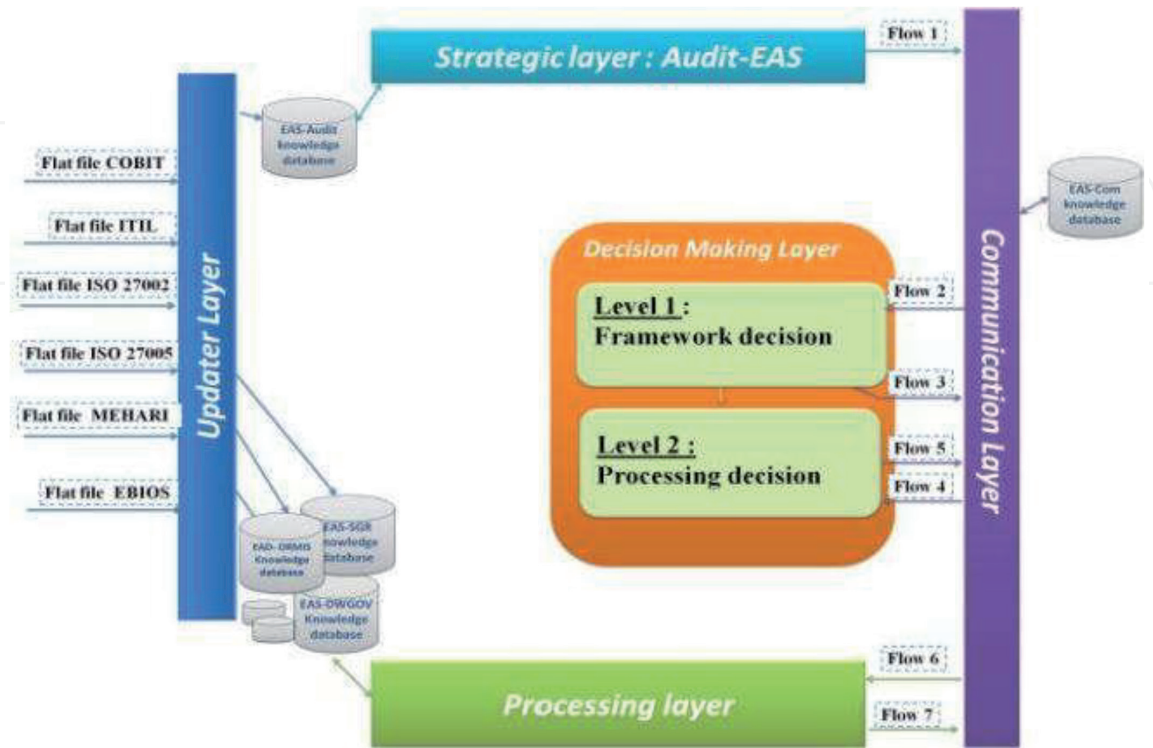 Strategic layer : Audit-EAS
Flow 1
EAS-Audit
knowledge
database
Flat file COBIT
Flat file ITIL
Flat file ISO 27002
Flat file ISO 27005
Flat file MEHARI
Flat file EBIOS
Updater Layer
EAS-Com
knowledge
database
Communication Layer
Decision Making Layer
Level 1 :
Framework decision
Level 2 :
Processing decision
Flow 2
Flow 3
Flow 5
Flow 4
EAS-SGR
knowledge
database
EAD-ORMIS
Knowledge
database
EAS-DWGOV
Knowledge
database
Processing layer
Flow 6
Flow 7